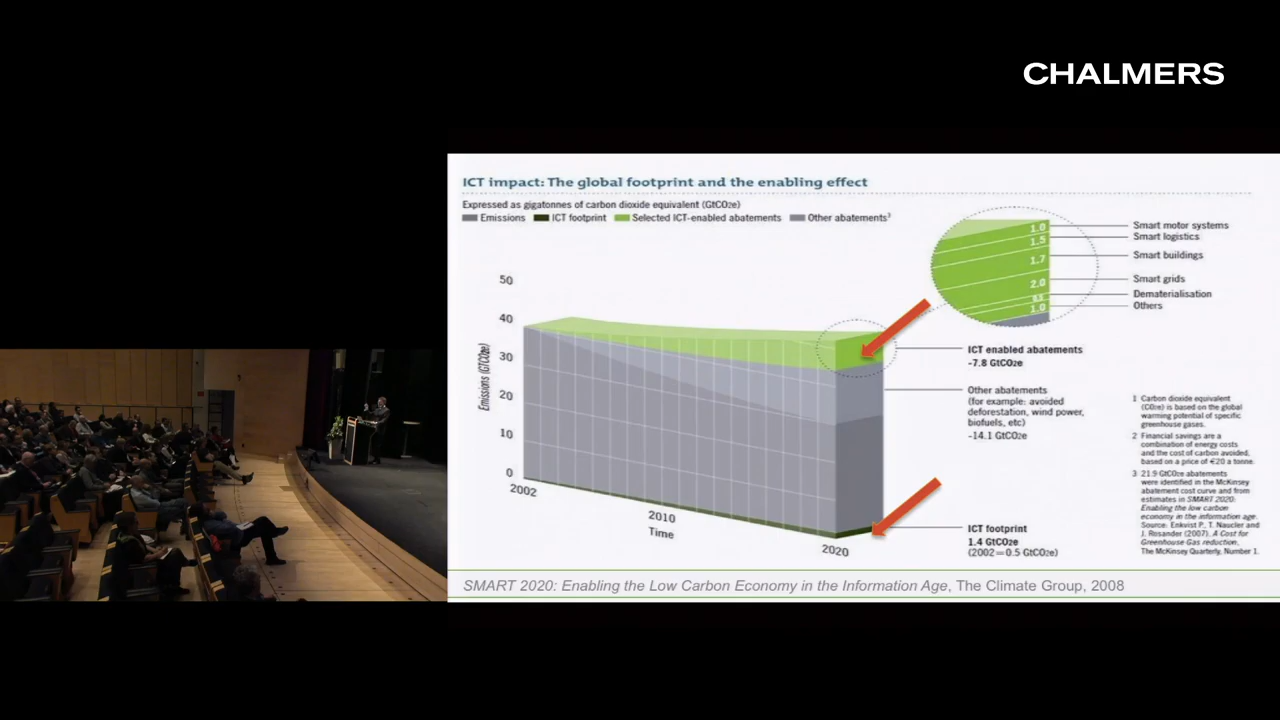 CHALMERS
ICT impact: The global footprint and the enabling effect
Expressed as gigatonnes of carbon dioxide equivalent (GtCO2e)
Emissions ICT footprint Selected ICT-enabled abatements Other abatements3
50
40
30
20
10
0
Emissions (GTCO2e)
2002
2010
Time
2020
1.0
1.5
1.7
2.0
0.5
1.0
Smart motor systems
Smart logistics
Smart buildings
Smart grids
Dematerialisation
Others
ICT enabled abatements
-7.8 GtCO2e
Other abatements
(for example: avoided
deforestation, wind power,
biofuels, etc)
-14.1 GtCO2e
ICT footprint
1.4 GtCO2e
(2002=0.5 GtCO2e)
1 Carbon dioxide equivalent
(CO2e) is based on the global
warming potential of specific
greenhouse gases.
2 Financial savings are a
combination of energy costs
and the cost of carbon avoided,
based on a price of €20 a tonne.
3 21.9 GtCO2e abatements
were identified in the McKinsey
abatement cost curve and from
estimates in SMART 2020:
Enabling the low carbon
economy in the information age.
Source: Enkvist P., T. Naucler and
J. Rosander (2007), A Cost for
Greenhouse Gas reduction,
The McKinsey Quarterly, Number 1.
SMART 2020: Enabling the Low Carbon Economy in the Information Age, The Climate Group, 2008